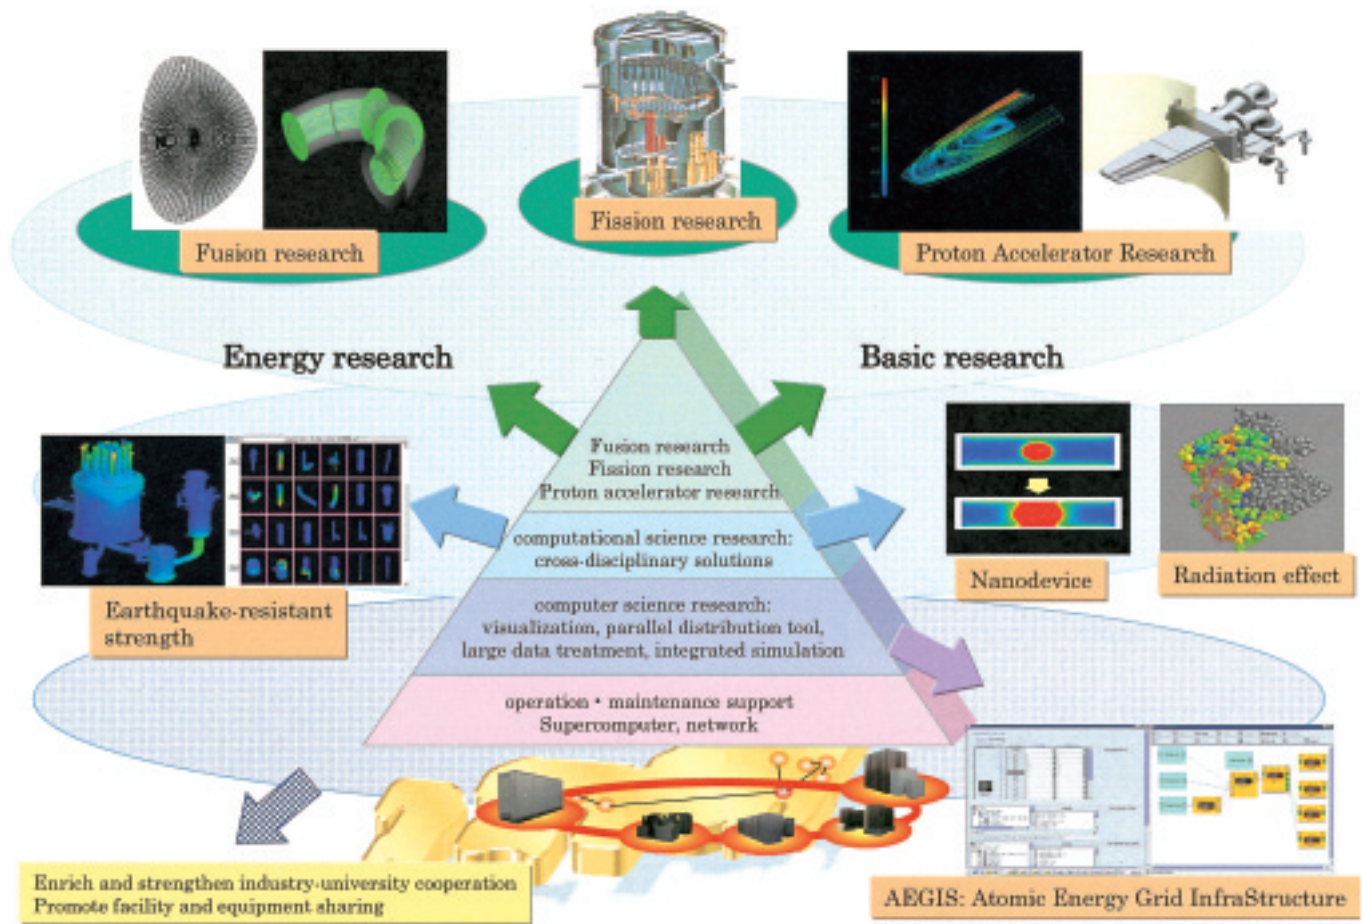 Fusion research
Fission research
Proton Accelerator Research
Energy research
Basic research
Fusion research
Fission research
Proton accelerator research
computational science research:
cross-disciplinary solutions
computer science research:
visualization, parallel distribution tool,
large data treatment, integrated simulation
operation • maintenance support
Supercomputer, network
Earthquake-resistant
strength
Nanodevice
Radiation effect
Enrich and strengthen industry-university cooperation
Promote facility and equipment sharing
AEGIS: Atomic Energy Grid InfraStructure